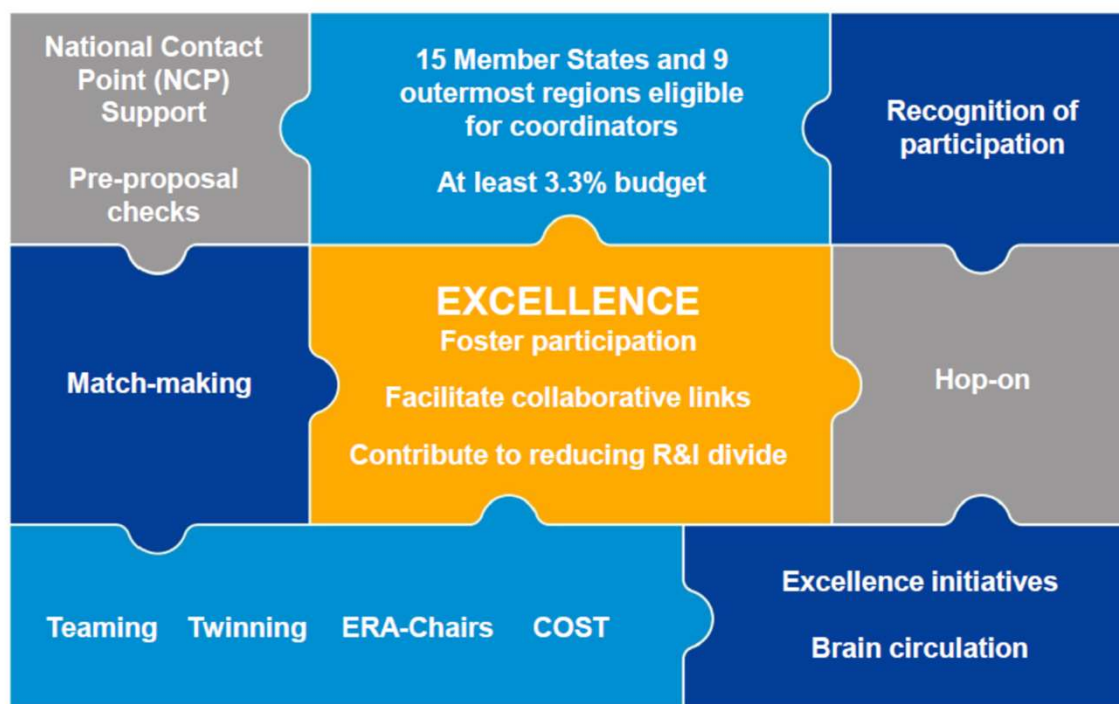 National Contact
Point (NCP)
Support
Pre-proposal
checks
15 Member States and 9
outermost regions eligible
for coordinators
At least 3.3% budget
Recognition of
participation
Match-making
EXCELLENCE
Foster participation
Facilitate collaborative links
Contribute to reducing R&I divide
Hop-on
Teaming Twinning ERA-Chairs COST
Excellence initiatives
Brain circulation